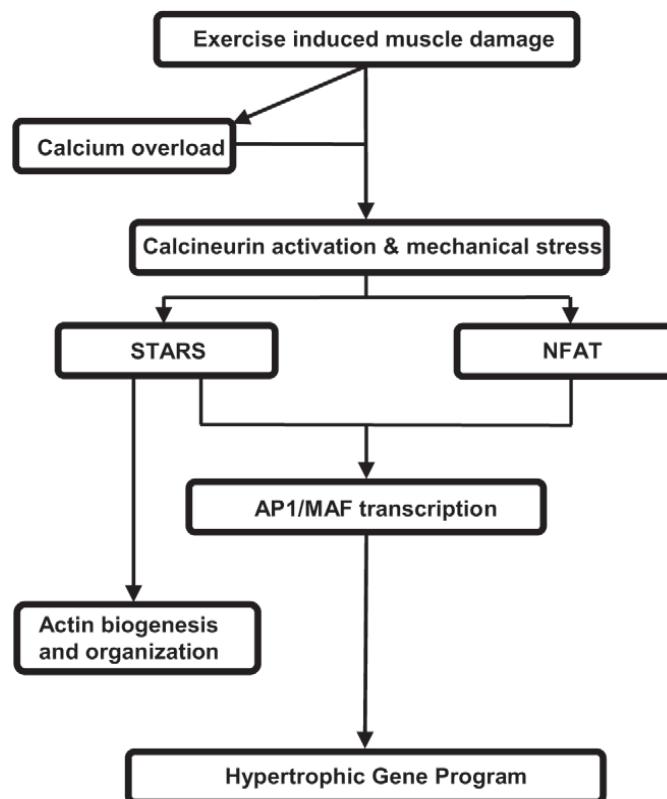 Exercise induced muscle damage
Calcium overload
Calcineurin activation & mechanical stress
STARS
NFAT
AP1/MAF transcription
Actin biogenesis
and organization
Hypertrophic Gene Program